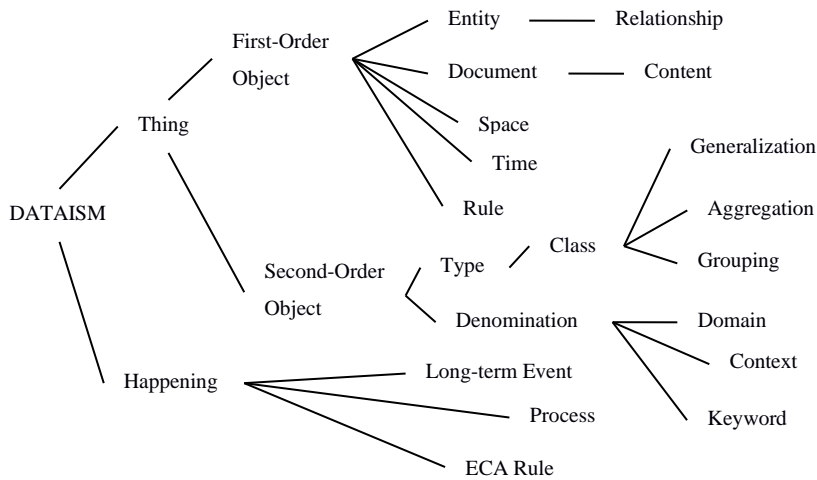 Entity
Relationship
First-Order
Object
Document
Content
Space
Thing
Generalization
Time
Rule
Aggregation
DATAISM
Class
Second-Order
Object
Type
Grouping
Denomination
Domain
Context
Long-term Event
Happening
Process
Keyword
ECA Rule